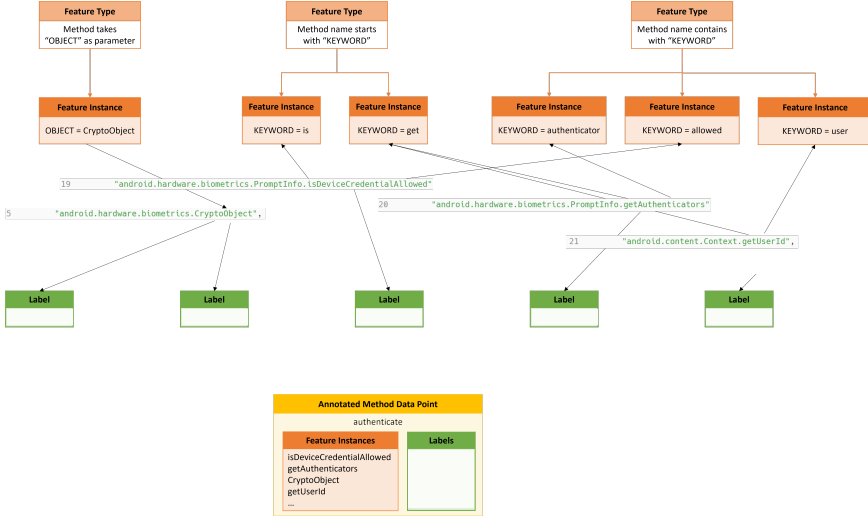 Feature Type
Method takes
"OBJECT" as parameter
Feature Type
Method name starts
with "KEYWORD"
Feature Type
Method name contains
with "KEYWORD"
Feature Instance
OBJECT = CryptoObject
Feature Instance
KEYWORD = is
Feature Instance
KEYWORD = get
Feature Instance
KEYWORD = authenticator
Feature Instance
KEYWORD = allowed
Feature Instance
KEYWORD = user
19 "android.hardware.biometrics.PromptInfo.isDeviceCredentialAllowed"
20 "android.hardware.biometrics.PromptInfo.getAuthenticators"
5 "android.hardware.biometrics.CryptoObject",
21 "android.content.Context.getUserId",
Label
Label
Label
Label
Label
Annotated Method Data Point
authenticate
Feature Instances
isDeviceCredentialAllowed
getAuthenticators
CryptoObject
getUserId
...
Labels